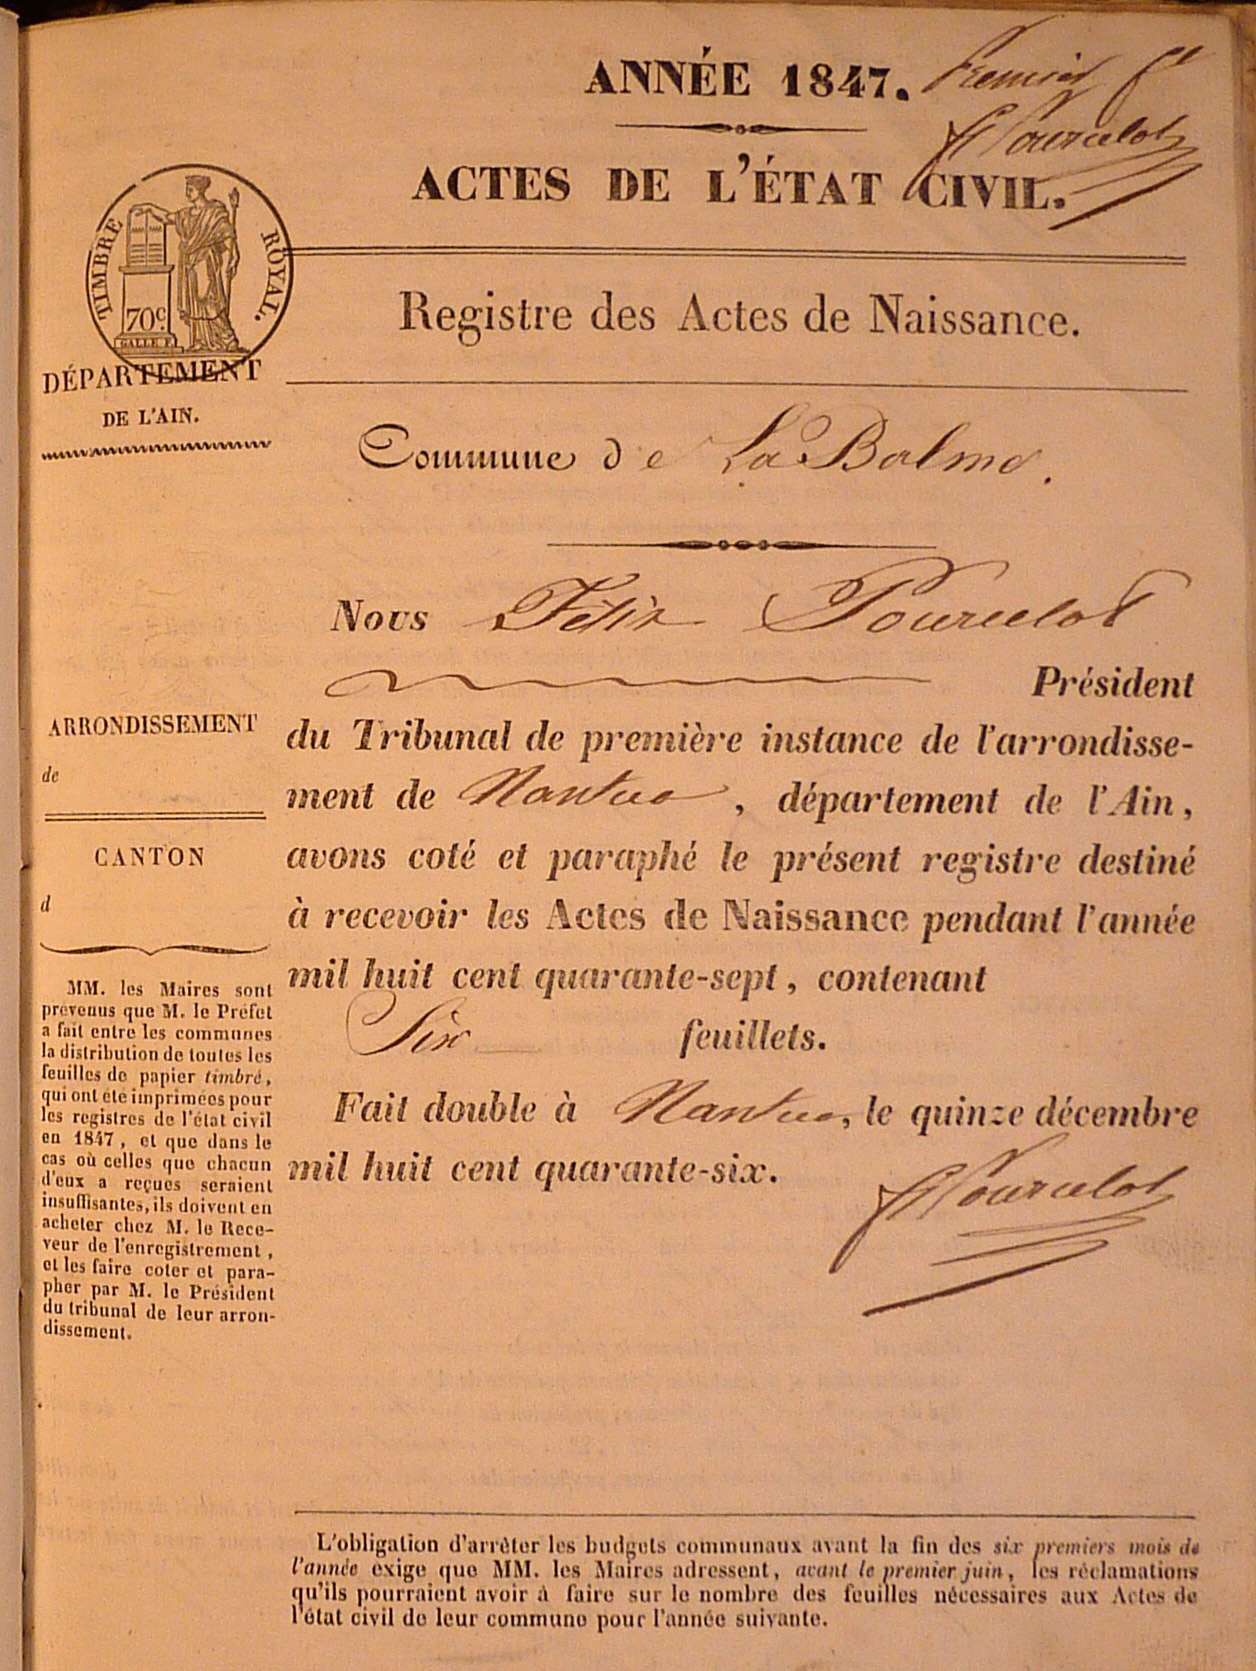 ANNÉE 1847.
Premier ft
Pourcelot
ACTES DE L'ÉTAT CIVIL.
TIMBRE ROYAL.
70c
GALLE F.
DÉPARTEMENT
DE L'AIN.
Registre des Actes de Naissance.
Commune de La Balme.
Nous Félix Pourcelot
Président
du Tribunal de première instance de l'arrondisse-
ment de Nantua, département de l'Ain,
avons coté et paraphé le présent registre destiné
à recevoir les Actes de Naissance pendant l'année
mil huit cent quarante-sept, contenant
Six feuillets.
Fait double à Nantua, le quinze décembre
mil huit cent quarante-six.
Pourcelot
ARRONDISSEMENT
de
CANTON
d
MM. les Maires sont
prévenus que M. le Préfet
a fait entre les communes
la distribution de toutes les
feuilles de papier timbré,
qui ont été imprimées pour
les registres de l'état civil
en 1847, et que dans le
cas où celles que chacun
d'eux a reçues seraient
insuffisantes, ils doivent en
acheter chez M. le Rece-
veur de l'enregistrement,
et les faire coter et para-
pher par M. le Président
du tribunal de leur arron-
dissement.
L'obligation d'arrêter les budgets communaux avant la fin des six premiers mois de
l'année exige que MM. les Maires adressent, avant le premier juin, les réclamations
qu'ils pourraient avoir à faire sur le nombre des feuilles nécessaires aux Actes de
l'état civil de leur commune pour l'année suivante.